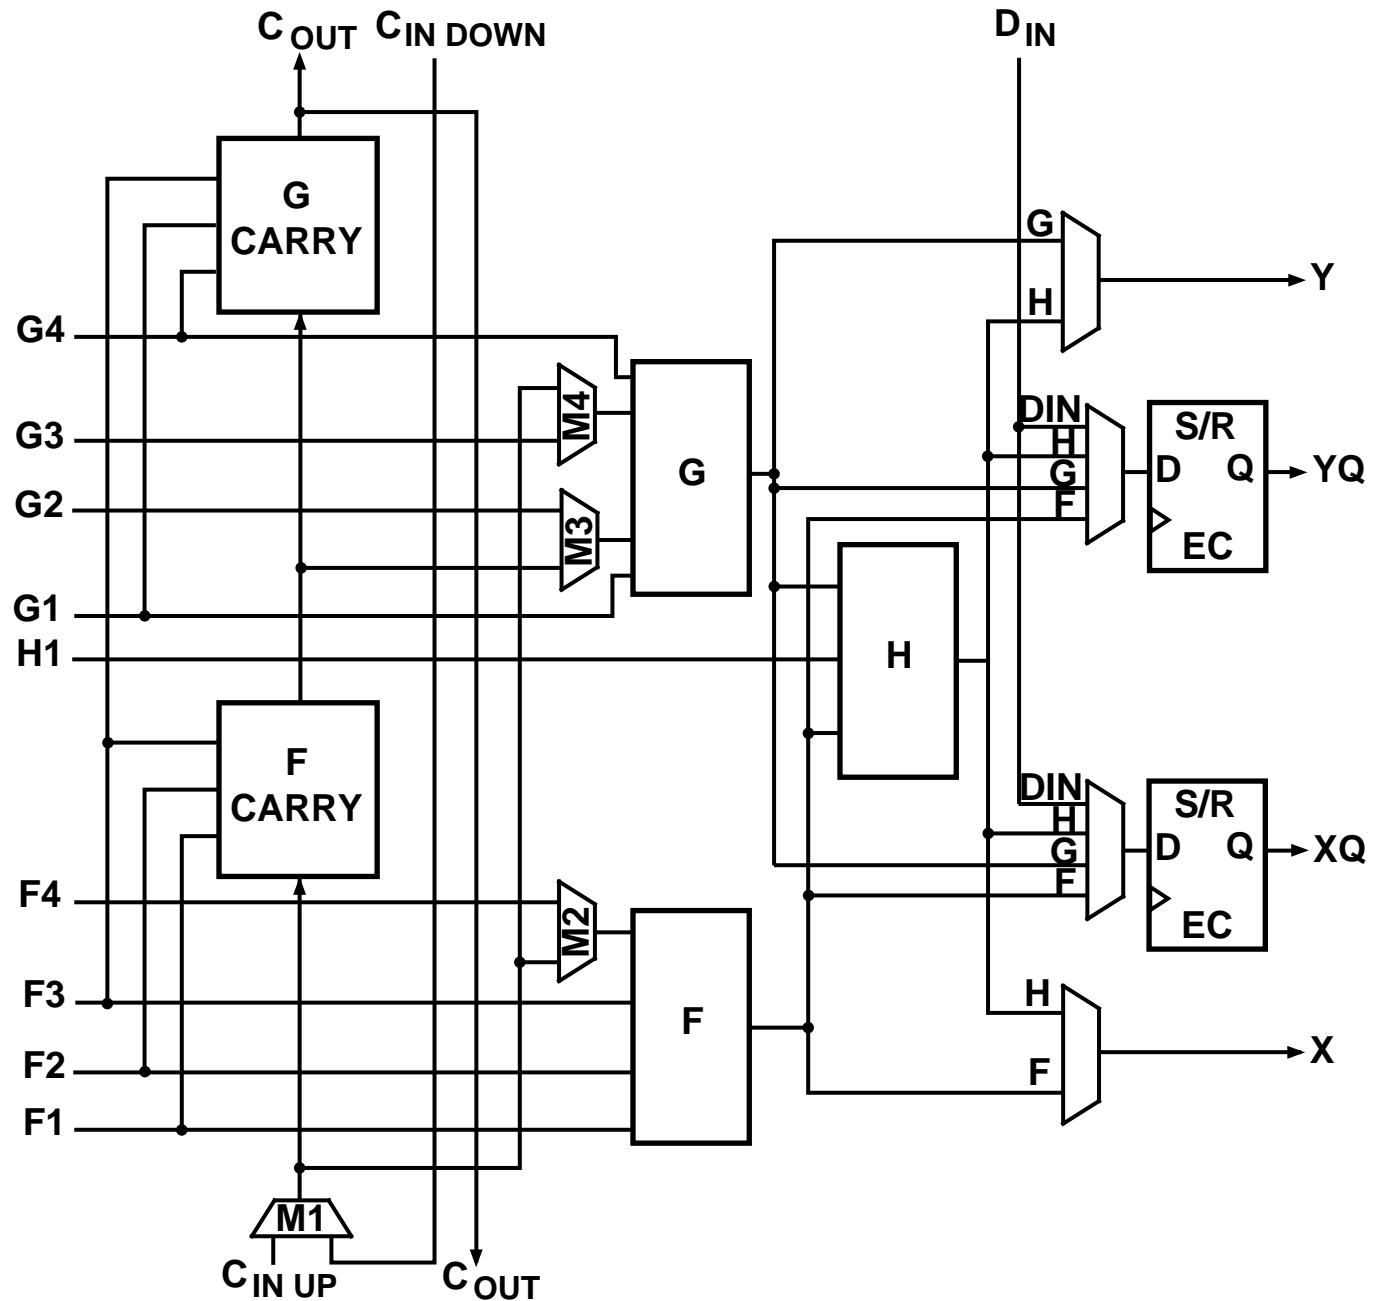 C OUT
C IN DOWN
D IN
G
CARRY
G
H
Y
G4
G3
G2
G1
H1
M4
M3
G
DIN
H
G
F
S/R
D
Q
EC
YQ
H
F
CARRY
DIN
H
G
F
S/R
D
Q
EC
XQ
F4
F3
F2
F1
M2
F
H
F
X
M1
C IN UP
C OUT